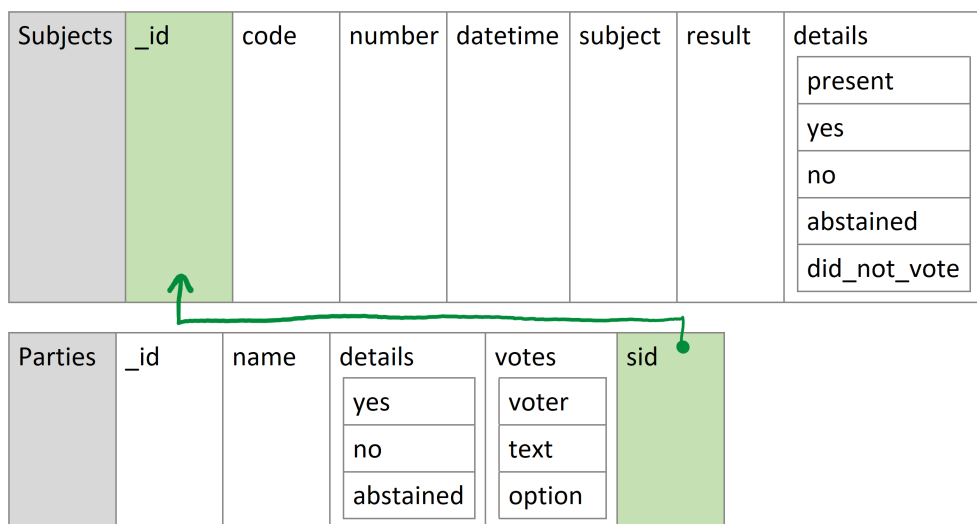 Subjects _id code number datetime subject result details
present
yes
no
abstained
did_not_vote
Parties _id name details votes sid
yes voter
no text
abstained option